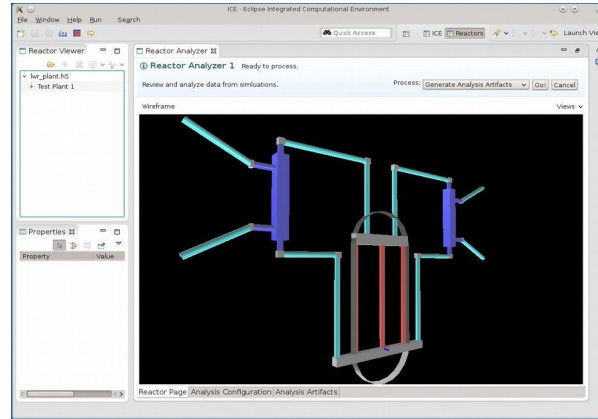 ICE - Eclipse Integrated Computational Environment
File Window Help Run Search
Quick Access ICE Reactors Launch Vis
Reactor Viewer
lwr_plant.h5
Test Plant 1
Properties
Property Value
Reactor Analyzer
Reactor Analyzer 1 Ready to process.
Review and analyze data from simluations. Process: Generate Analysis Artifacts Go! Cancel
Wireframe Views
Reactor Page Analysis Configuration Analysis Artifacts